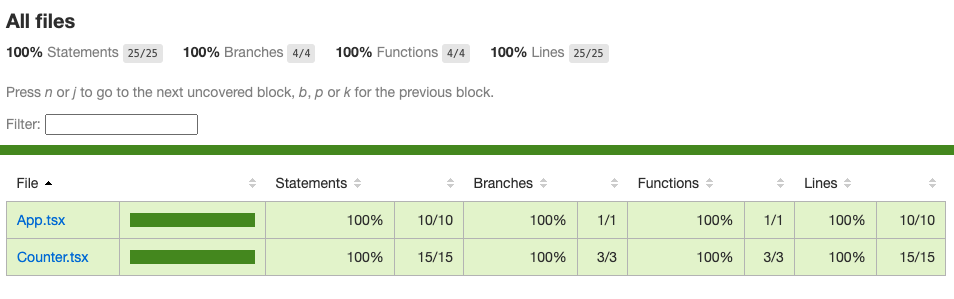 All files
100% Statements 25/25 100% Branches 4/4 100% Functions 4/4 100% Lines 25/25
Press n or j to go to the next uncovered block, b, p or k for the previous block.
Filter:
File Statements Branches Functions Lines
App.tsx 100% 10/10 100% 1/1 100% 1/1 100% 10/10
Counter.tsx 100% 15/15 100% 3/3 100% 3/3 100% 15/15